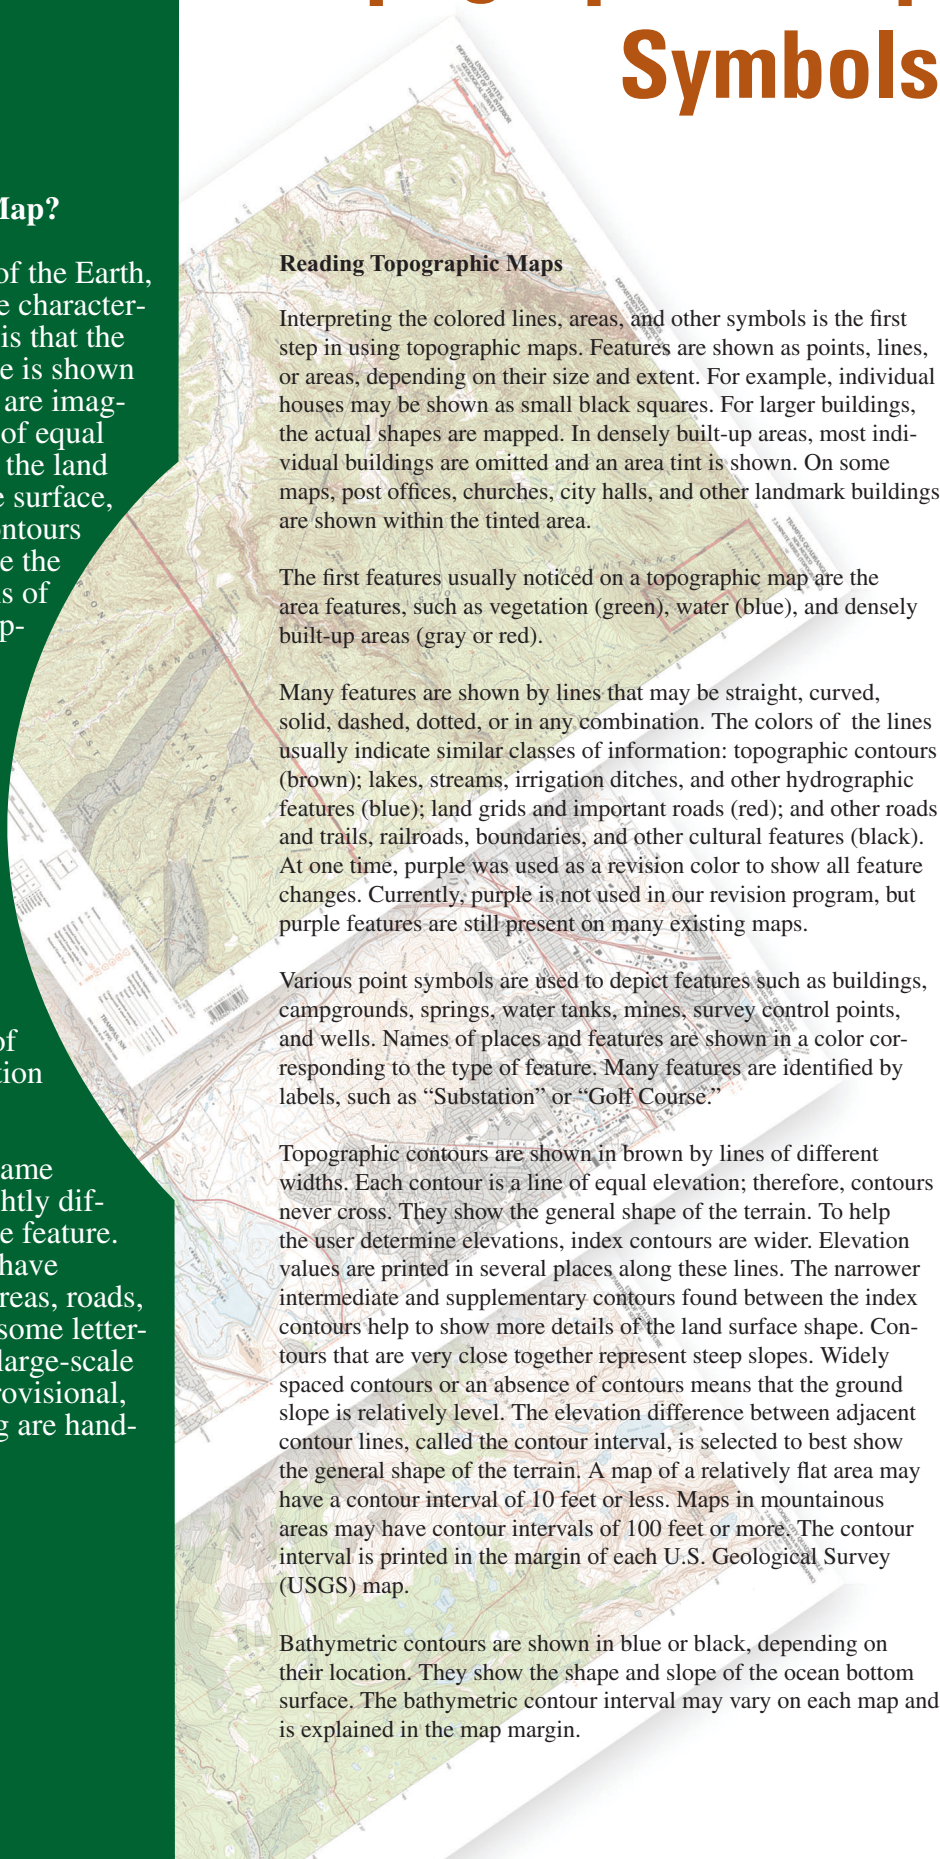 Symbols
Map?
of the Earth,
e character-
is that the
e is shown
are imag-
of equal
the land
e surface,
ontours
e the
s of
p-
of
tion
ame
htly dif-
e feature.
have
reas, roads,
some letter-
large-scale
rovisional,
g are hand-
Reading Topographic Maps
Interpreting the colored lines, areas, and other symbols is the first
step in using topographic maps. Features are shown as points, lines,
or areas, depending on their size and extent. For example, individual
houses may be shown as small black squares. For larger buildings,
the actual shapes are mapped. In densely built-up areas, most indi-
vidual buildings are omitted and an area tint is shown. On some
maps, post offices, churches, city halls, and other landmark buildings
are shown within the tinted area.
The first features usually noticed on a topographic map are the
area features, such as vegetation (green), water (blue), and densely
built-up areas (gray or red).
Many features are shown by lines that may be straight, curved,
solid, dashed, dotted, or in any combination. The colors of the lines
usually indicate similar classes of information: topographic contours
(brown); lakes, streams, irrigation ditches, and other hydrographic
features (blue); land grids and important roads (red); and other roads
and trails, railroads, boundaries, and other cultural features (black).
At one time, purple was used as a revision color to show all feature
changes. Currently, purple is not used in our revision program, but
purple features are still present on many existing maps.
Various point symbols are used to depict features such as buildings,
campgrounds, springs, water tanks, mines, survey control points,
and wells. Names of places and features are shown in a color cor-
responding to the type of feature. Many features are identified by
labels, such as “Substation” or “Golf Course.”
Topographic contours are shown in brown by lines of different
widths. Each contour is a line of equal elevation; therefore, contours
never cross. They show the general shape of the terrain. To help
the user determine elevations, index contours are wider. Elevation
values are printed in several places along these lines. The narrower
intermediate and supplementary contours found between the index
contours help to show more details of the land surface shape. Con-
tours that are very close together represent steep slopes. Widely
spaced contours or an absence of contours means that the ground
slope is relatively level. The elevation difference between adjacent
contour lines, called the contour interval, is selected to best show
the general shape of the terrain. A map of a relatively flat area may
have a contour interval of 10 feet or less. Maps in mountainous
areas may have contour intervals of 100 feet or more. The contour
interval is printed in the margin of each U.S. Geological Survey
(USGS) map.
Bathymetric contours are shown in blue or black, depending on
their location. They show the shape and slope of the ocean bottom
surface. The bathymetric contour interval may vary on each map and
is explained in the map margin.
UNITED STATES
DEPARTMENT OF THE INTERIOR
GEOLOGICAL SURVEY